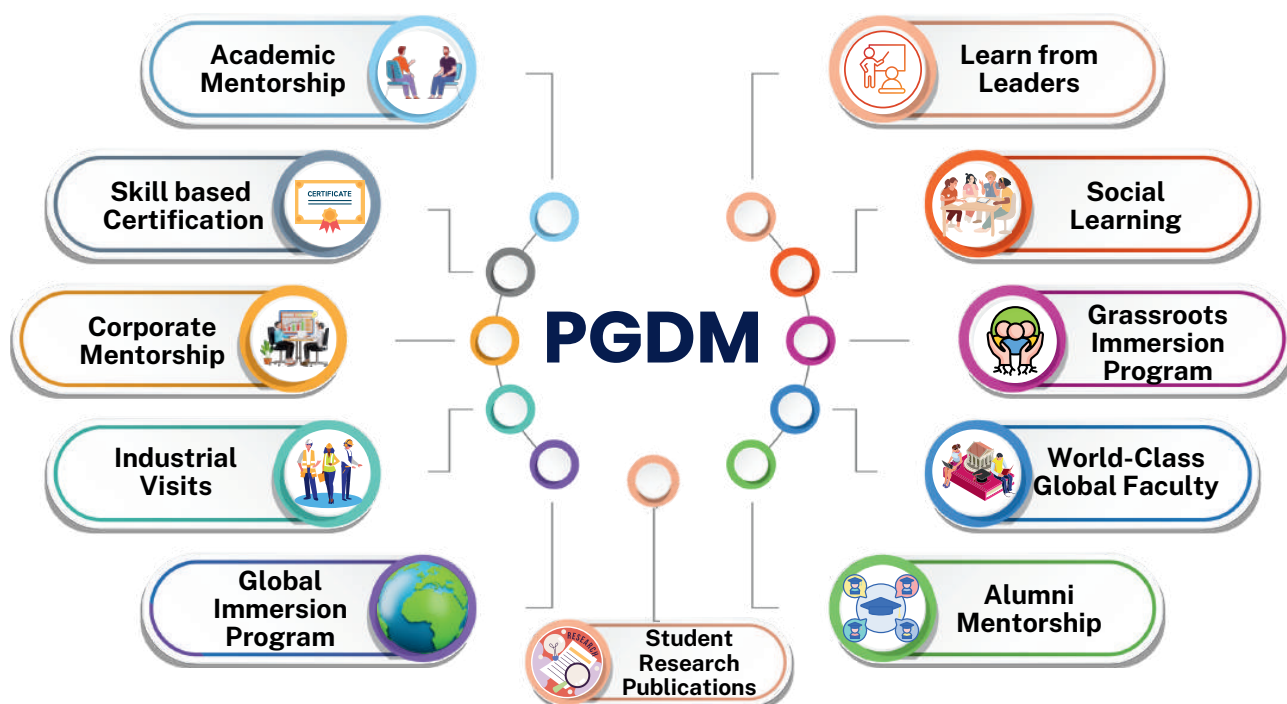 Academic
Mentorship
Skill based
Certification
CERTIFICATE
Corporate
Mentorship
Industrial
Visits
Global
Immersion
Program
PGDM
Learn from
Leaders
Social
Learning
Grassroots
Immersion
Program
World-Class
Global Faculty
Alumni
Mentorship
RESEARCH
Student
Research
Publications